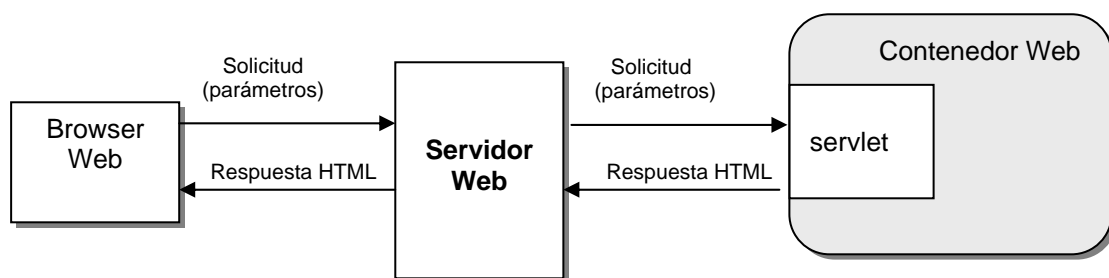 Browser
Web
Solicitud
(parámetros)
Respuesta HTML
Servidor
Web
Solicitud
(parámetros)
Respuesta HTML
Contenedor Web
servlet